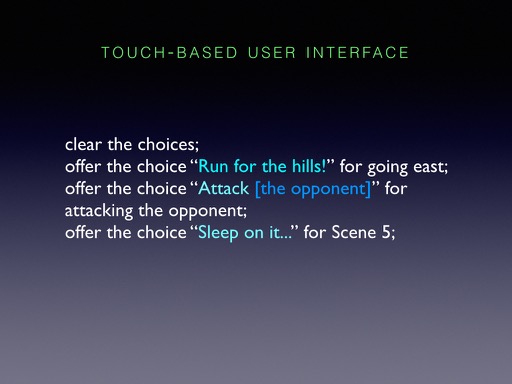 TOUCH-BASED USER INTERFACE
clear the choices;
offer the choice “Run for the hills!” for going east;
offer the choice “Attack [the opponent]” for
attacking the opponent;
offer the choice “Sleep on it...” for Scene 5;